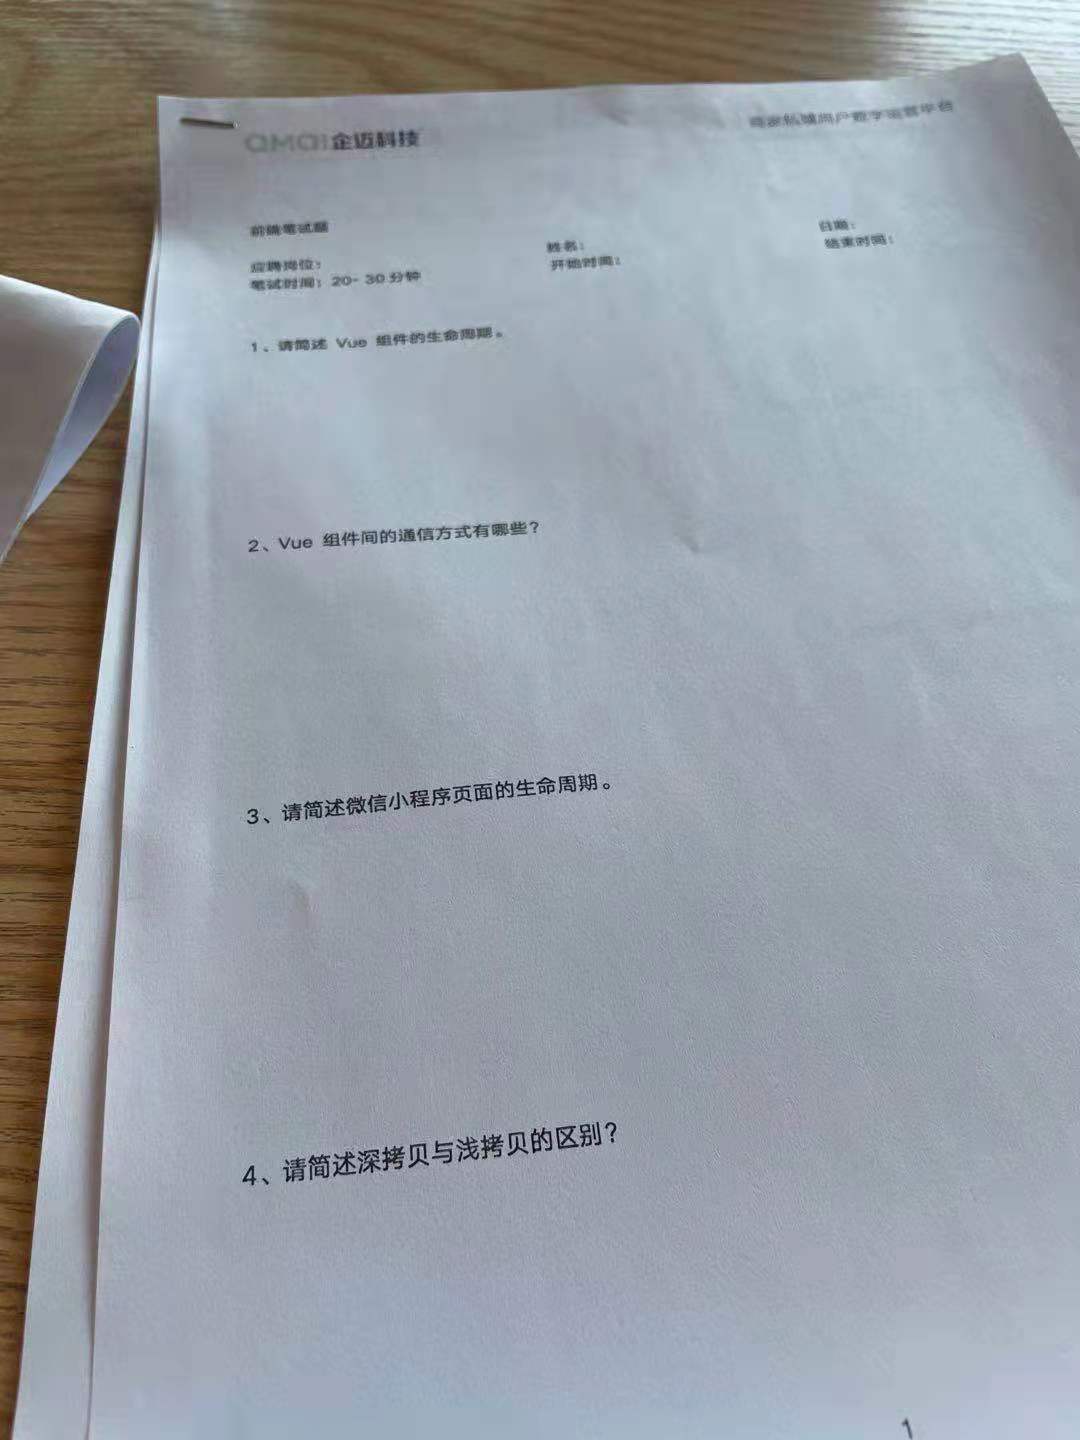 QMAI 企迈科技
商家私域用户数字运营平台
前端笔试题
应聘岗位： 姓名： 日期：
笔试时间：20- 30 分钟 开始时间： 结束时间：
1、请简述 Vue 组件的生命周期。
2、Vue 组件间的通信方式有哪些？
3、请简述微信小程序页面的生命周期。
4、请简述深拷贝与浅拷贝的区别？
1